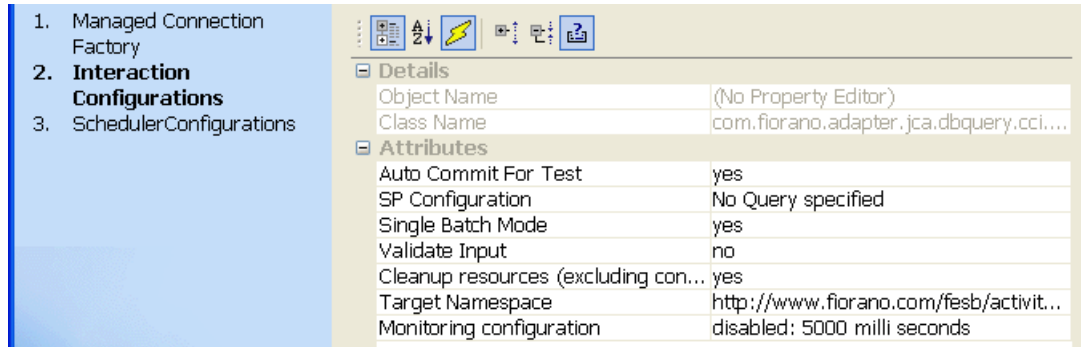 1. Managed Connection
Factory
2. Interaction
Configurations
3. SchedulerConfigurations
Details
Object Name (No Property Editor)
Class Name com.fiorano.adapter.jca.dbquery.cci....
Attributes
Auto Commit For Test yes
SP Configuration No Query specified
Single Batch Mode yes
Validate Input no
Cleanup resources (excluding con... yes
Target Namespace http://www.fiorano.com/fesb/activit...
Monitoring configuration disabled: 5000 milli seconds